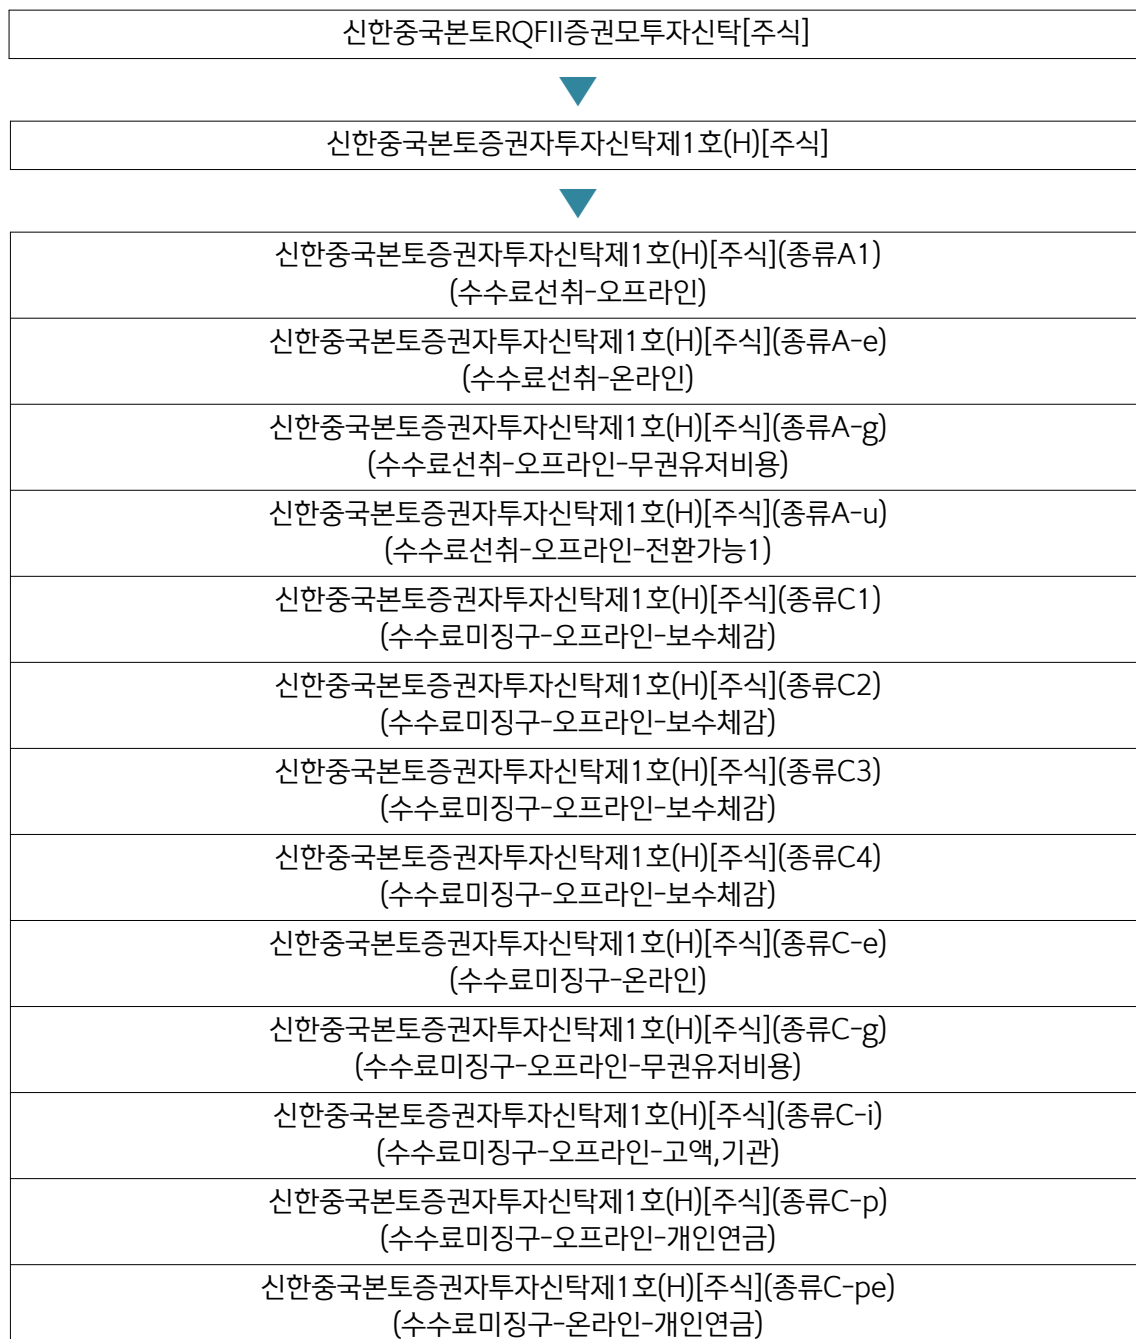 신한중국본토RQFII증권모투자신탁[주식]
신한중국본토증권자투자신탁제1호(H)[주식]
신한중국본토증권자투자신탁제1호(H)[주식](종류A1)
(수수료선취-오프라인)
신한중국본토증권자투자신탁제1호(H)[주식](종류A-e)
(수수료선취-온라인)
신한중국본토증권자투자신탁제1호(H)[주식](종류A-g)
(수수료선취-오프라인-무권유저비용)
신한중국본토증권자투자신탁제1호(H)[주식](종류A-u)
(수수료선취-오프라인-전환가능1)
신한중국본토증권자투자신탁제1호(H)[주식](종류C1)
(수수료미징구-오프라인-보수체감)
신한중국본토증권자투자신탁제1호(H)[주식](종류C2)
(수수료미징구-오프라인-보수체감)
신한중국본토증권자투자신탁제1호(H)[주식](종류C3)
(수수료미징구-오프라인-보수체감)
신한중국본토증권자투자신탁제1호(H)[주식](종류C4)
(수수료미징구-오프라인-보수체감)
신한중국본토증권자투자신탁제1호(H)[주식](종류C-e)
(수수료미징구-온라인)
신한중국본토증권자투자신탁제1호(H)[주식](종류C-g)
(수수료미징구-오프라인-무권유저비용)
신한중국본토증권자투자신탁제1호(H)[주식](종류C-i)
(수수료미징구-오프라인-고액,기관)
신한중국본토증권자투자신탁제1호(H)[주식](종류C-p)
(수수료미징구-오프라인-개인연금)
신한중국본토증권자투자신탁제1호(H)[주식](종류C-pe)
(수수료미징구-온라인-개인연금)